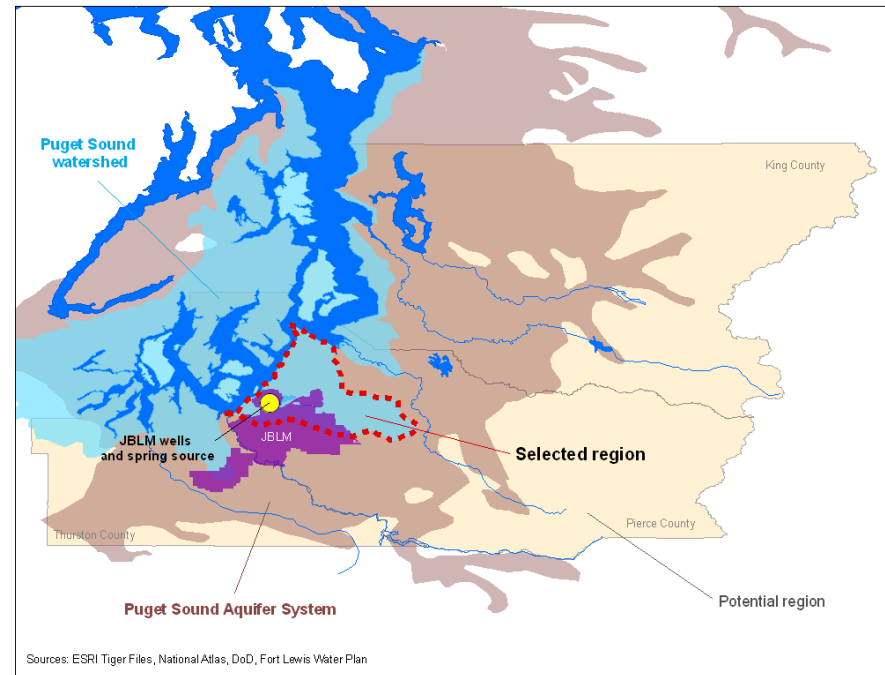 Puget Sound
watershed
King County
JBLM wells
and spring source
JBLM
Selected region
Thurston County
Pierce County
Puget Sound Aquifer System
Potential region
Sources: ESRI Tiger Files, National Atlas, DoD, Fort Lewis Water Plan